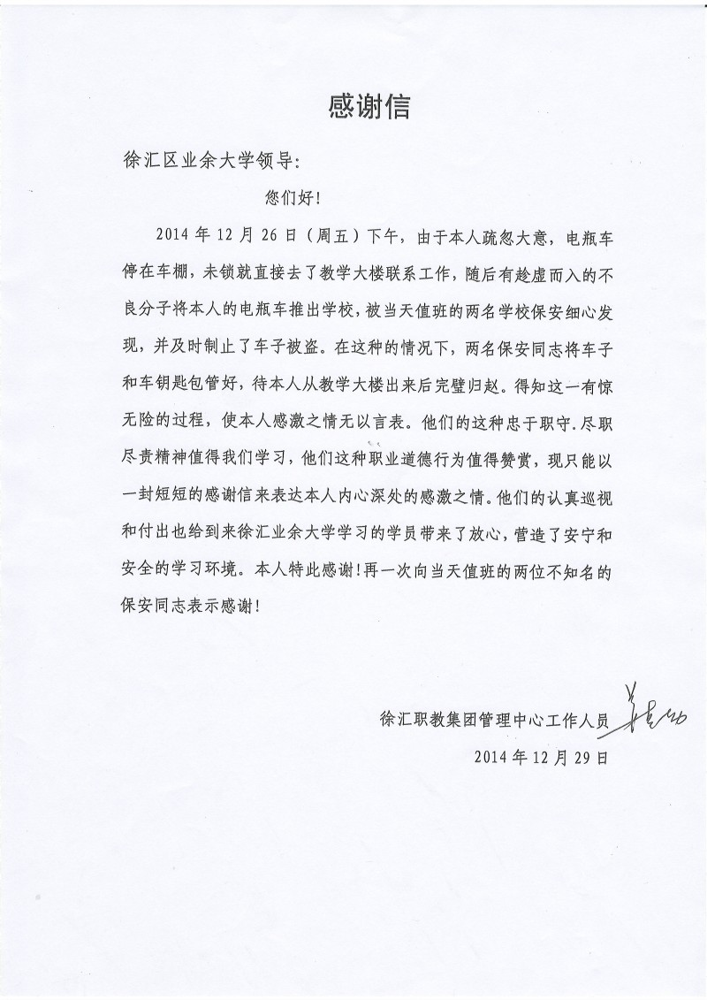 感谢信
徐汇区业余大学领导：
您们好！
2014 年 12 月 26 日（周五）下午，由于本人疏忽大意，电瓶车
停在车棚，未锁就直接去了教学大楼联系工作，随后有趁虚而入的不
良分子将本人的电瓶车推出学校，被当天值班的两名学校保安细心发
现，并及时制止了车子被盗。在这种的情况下，两名保安同志将车子
和车钥匙包管好，待本人从教学大楼出来后完璧归赵。得知这一有惊
无险的过程，使本人感激之情无以言表。他们的这种忠于职守.尽职
尽责精神值得我们学习，他们这种职业道德行为值得赞赏，现只能以
一封短短的感谢信来表达本人内心深处的感激之情。他们的认真巡视
和付出也给到来徐汇业余大学学习的学员带来了放心，营造了安宁和
安全的学习环境。本人特此感谢！再一次向当天值班的两位不知名的
保安同志表示感谢！
徐汇职教集团管理中心工作人员
2014 年 12 月 29 日